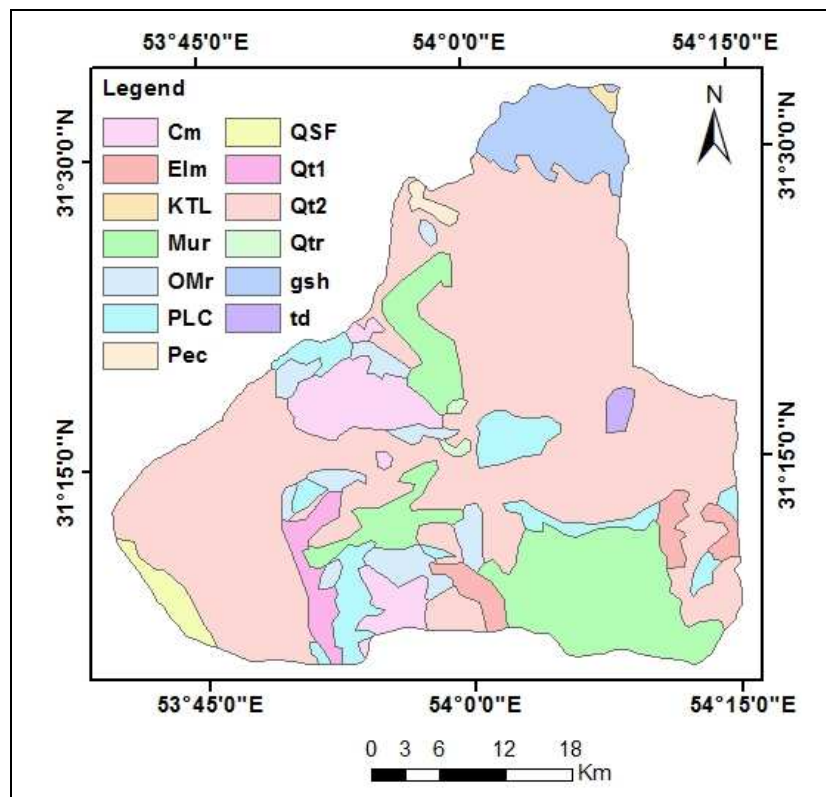 53°45'0"E 54°0'0"E 54°15'0"E
Legend
N
Cm QSF
Elm Qt1
KTL Qt2
Mur Qtr
OMr gsh
PLC td
Pec
31°30'0"N 31°30'0"N
31°15'0"N 31°15'0"N
53°45'0"E 54°0'0"E 54°15'0"E
0 3 6 12 18
Km